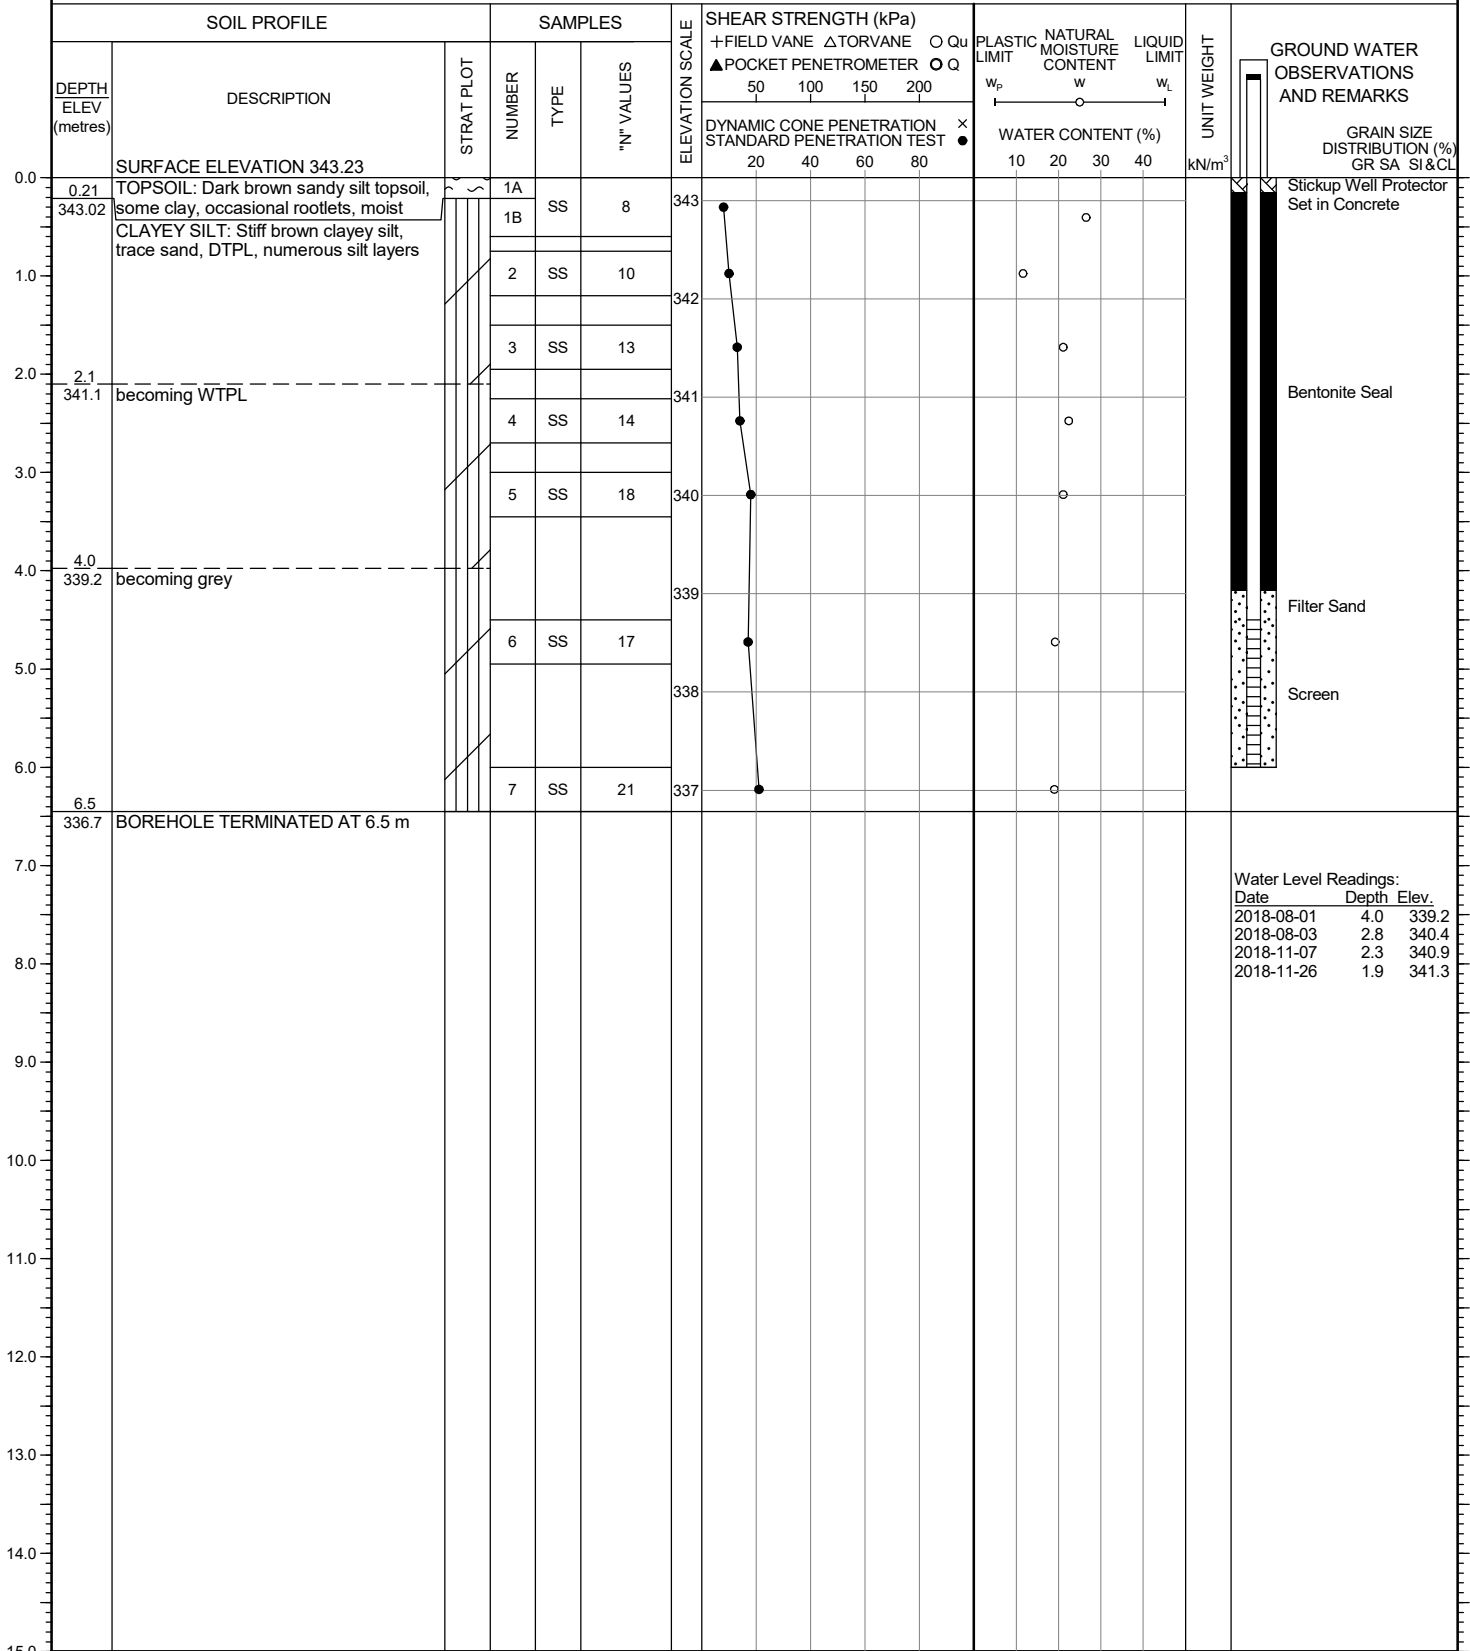 SOIL PROFILE
SAMPLES
DEPTH
ELEV
(metres)
DESCRIPTION
STRAT PLOT
NUMBER
TYPE
"N" VALUES
ELEVATION SCALE
SHEAR STRENGTH (kPa)
+FIELD VANE △TORVANE ○ Qu
▲POCKET PENETROMETER O Q
50 100 150 200
DYNAMIC CONE PENETRATION ×
STANDARD PENETRATION TEST ●
20 40 60 80
PLASTIC LIMIT
NATURAL MOISTURE CONTENT
LIQUID LIMIT
WP W WL
WATER CONTENT (%)
10 20 30 40
UNIT WEIGHT
kN/m³
GROUND WATER
OBSERVATIONS
AND REMARKS
GRAIN SIZE
DISTRIBUTION (%)
GR SA SI&CL
SURFACE ELEVATION 343.23
0.0
0.21
343.02
TOPSOIL: Dark brown sandy silt topsoil,
some clay, occasional rootlets, moist
CLAYEY SILT: Stiff brown clayey silt,
trace sand, DTPL, numerous silt layers
1A
1B
SS
8
343
Stickup Well Protector
Set in Concrete
1.0
2 SS 10
342
3 SS 13
2.0
2.1
341.1
becoming WTPL
341
Bentonite Seal
4 SS 14
3.0
5 SS 18
340
4.0
4.0
339.2
becoming grey
339
Filter Sand
6 SS 17
5.0
338
Screen
6.0
7 SS 21
337
6.5
336.7
BOREHOLE TERMINATED AT 6.5 m
7.0
Water Level Readings:
Date Depth Elev.
2018-08-01 4.0 339.2
2018-08-03 2.8 340.4
2018-11-07 2.3 340.9
2018-11-26 1.9 341.3
8.0
9.0
10.0
11.0
12.0
13.0
14.0
15.0